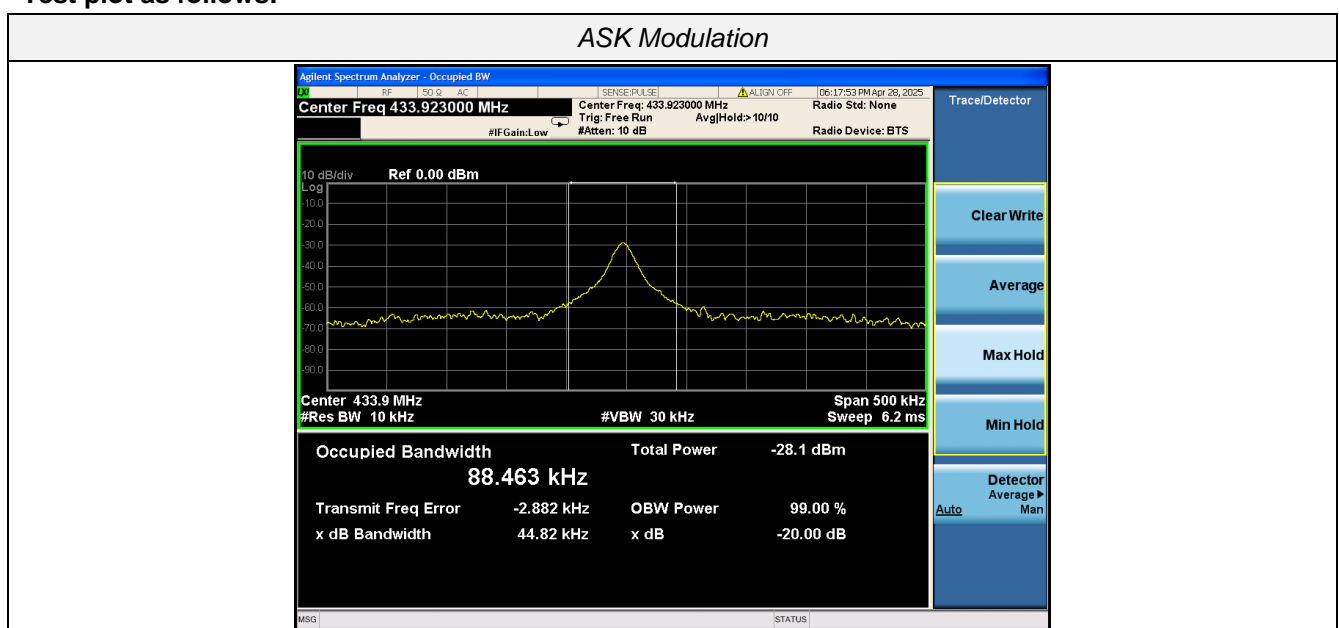 Test plot as follows:
ASK Modulation
Agilent Spectrum Analyzer - Occupied BW
RF 50 Ω AC SENSE:PULSE ALIGN OFF 06:17:53 PM Apr 28, 2025
Center Freq 433.923000 MHz
Center Freq: 433.923000 MHz Radio Std: None
Trig: Free Run Avg|Hold:>10/10
#IFGain:Low #Atten: 10 dB Radio Device: BTS
Trace/Detector
10 dB/div Ref 0.00 dBm
Log
-10.0
-20.0
-30.0
-40.0
-50.0
-60.0
-70.0
-80.0
-90.0
Center 433.9 MHz Span 500 kHz
#Res BW 10 kHz #VBW 30 kHz Sweep 6.2 ms
Occupied Bandwidth Total Power -28.1 dBm
88.463 kHz
Transmit Freq Error -2.882 kHz OBW Power 99.00 %
x dB Bandwidth 44.82 kHz x dB -20.00 dB
Clear Write
Average
Max Hold
Min Hold
Detector
Average
Auto Man
MSG STATUS